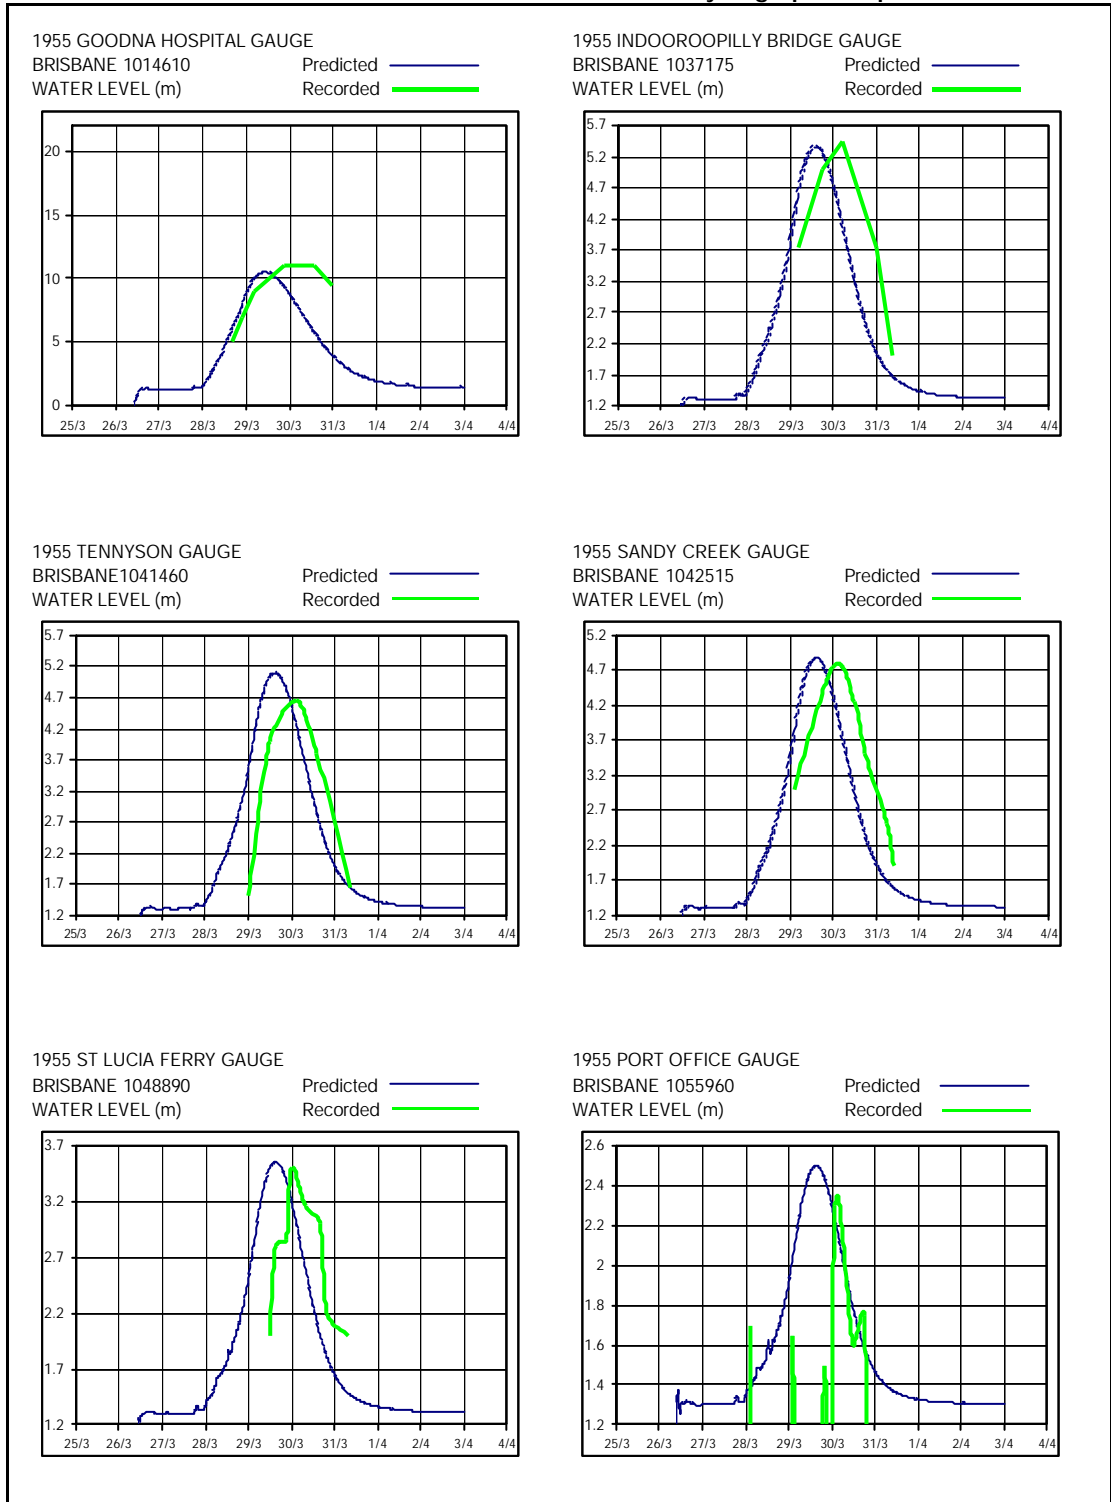 1955 GOODNA HOSPITAL GAUGE
BRISBANE 1014610 Predicted
WATER LEVEL (m) Recorded
20
15
10
5
0
25/3 26/3 27/3 28/3 29/3 30/3 31/3 1/4 2/4 3/4 4/4
1955 INDOOROOPILLY BRIDGE GAUGE
BRISBANE 1037175 Predicted
WATER LEVEL (m) Recorded
5.7
5.2
4.7
4.2
3.7
3.2
2.7
2.2
1.7
1.2
25/3 26/3 27/3 28/3 29/3 30/3 31/3 1/4 2/4 3/4 4/4
1955 TENNYSON GAUGE
BRISBANE1041460 Predicted
WATER LEVEL (m) Recorded
5.7
5.2
4.7
4.2
3.7
3.2
2.7
2.2
1.7
1.2
25/3 26/3 27/3 28/3 29/3 30/3 31/3 1/4 2/4 3/4 4/4
1955 SANDY CREEK GAUGE
BRISBANE 1042515 Predicted
WATER LEVEL (m) Recorded
5.2
4.7
4.2
3.7
3.2
2.7
2.2
1.7
1.2
25/3 26/3 27/3 28/3 29/3 30/3 31/3 1/4 2/4 3/4 4/4
1955 ST LUCIA FERRY GAUGE
BRISBANE 1048890 Predicted
WATER LEVEL (m) Recorded
3.7
3.2
2.7
2.2
1.7
1.2
25/3 26/3 27/3 28/3 29/3 30/3 31/3 1/4 2/4 3/4 4/4
1955 PORT OFFICE GAUGE
BRISBANE 1055960 Predicted
WATER LEVEL (m) Recorded
2.6
2.4
2.2
2
1.8
1.6
1.4
1.2
25/3 26/3 27/3 28/3 29/3 30/3 31/3 1/4 2/4 3/4 4/4